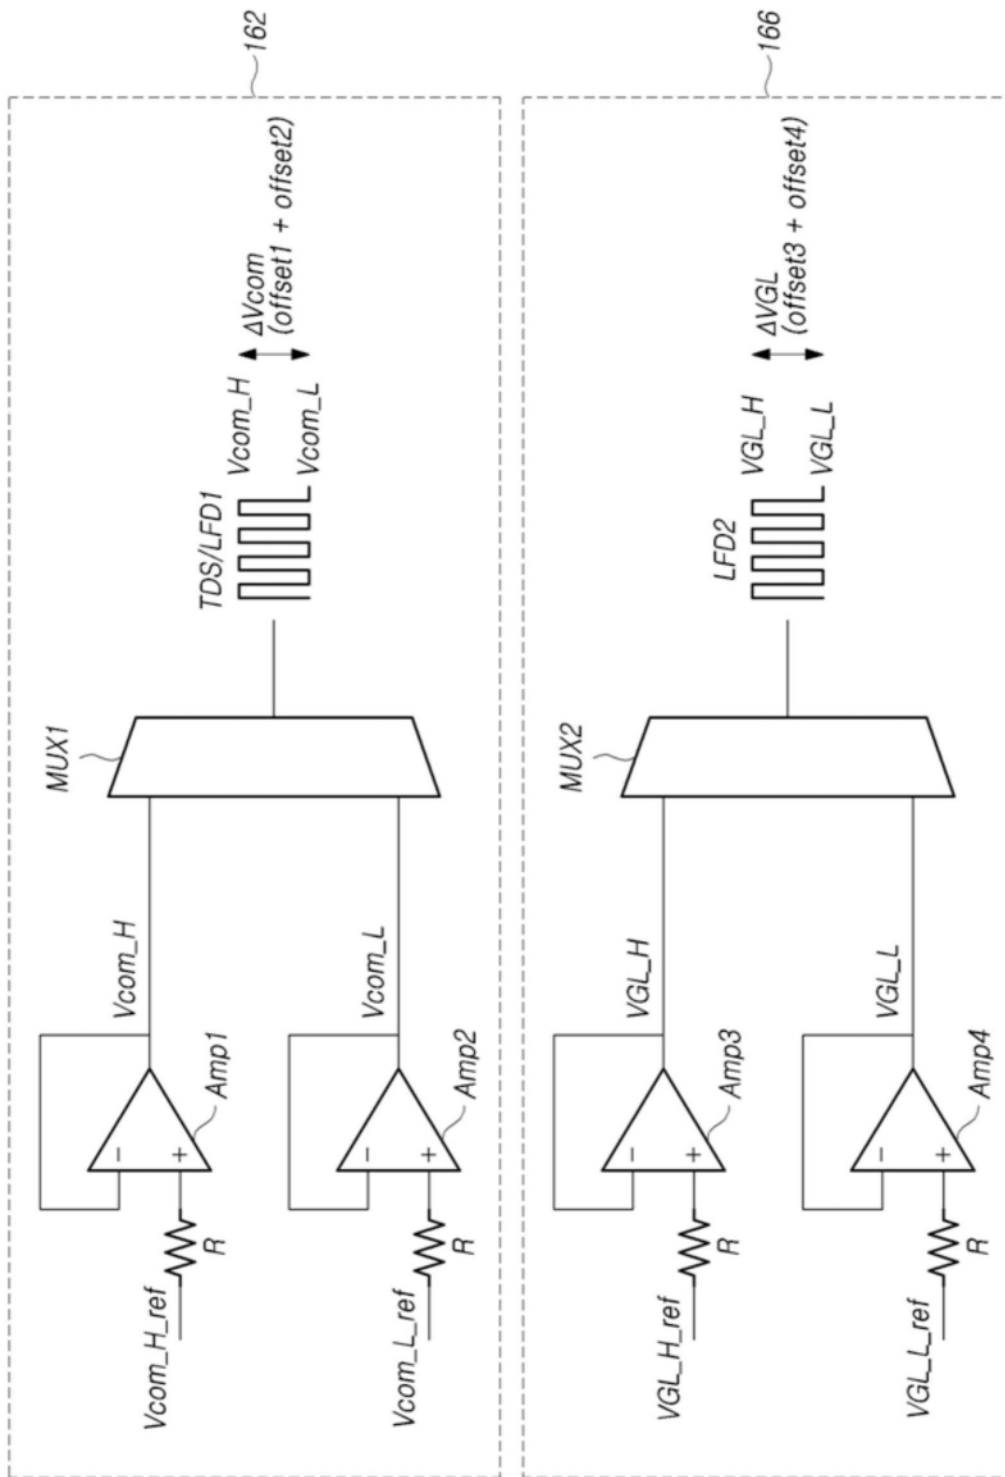 162
Vcom_H_ref
R
−
+
Amp1
Vcom_H
MUX1
TDS/LFD1
Vcom_H
Vcom_L
ΔVcom
(offset1 + offset2)
Vcom_L_ref
R
−
+
Amp2
Vcom_L
166
VGL_H_ref
R
−
+
Amp3
VGL_H
MUX2
LFD2
VGL_H
VGL_L
ΔVGL
(offset3 + offset4)
VGL_L_ref
R
−
+
Amp4
VGL_L